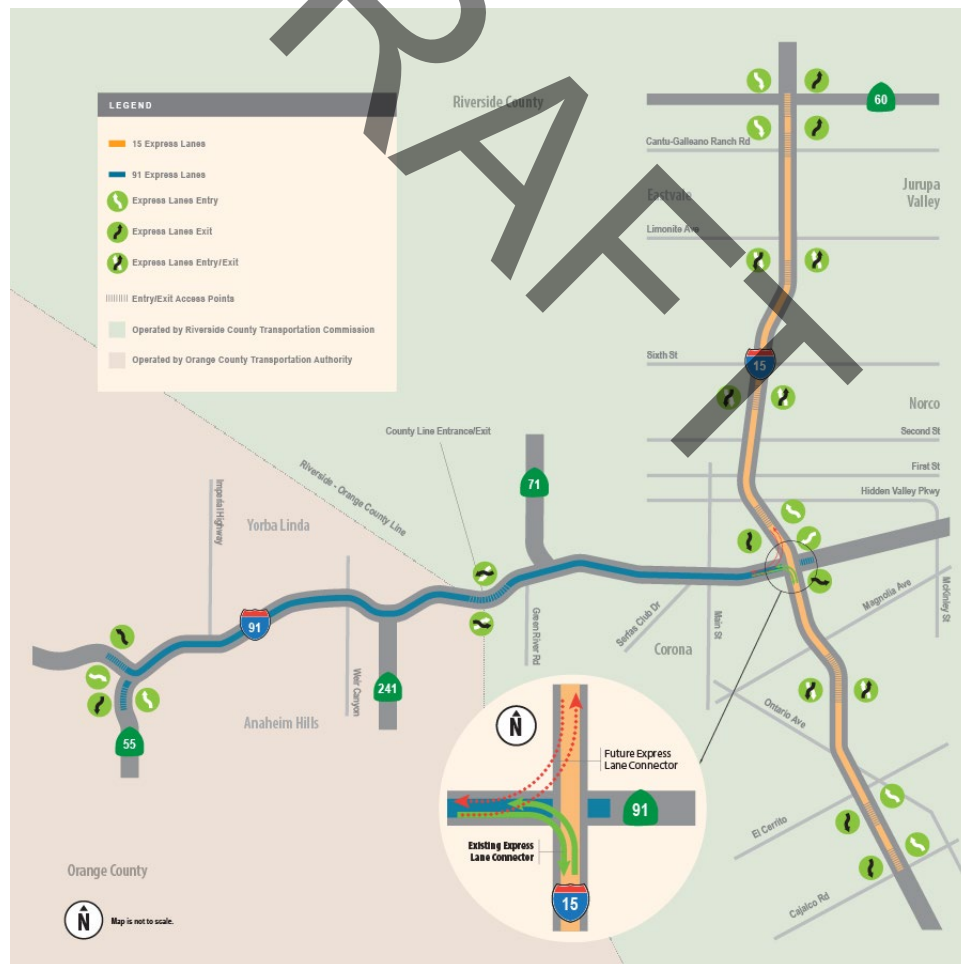 DRAFT
LEGEND
15 Express Lanes
91 Express Lanes
Express Lanes Entry
Express Lanes Exit
Express Lanes Entry/Exit
Entry/Exit Access Points
Operated by Riverside County Transportation Commission
Operated by Orange County Transportation Authority
Riverside County
60
Cantu-Galleano Ranch Rd
Eastvale
Jurupa
Valley
Limonite Ave
Sixth St
15
Norco
County Line Entrance/Exit
Second St
First St
Hidden Valley Pkwy
71
Riverside - Orange County Line
Imperial Highway
Yorba Linda
91
Weir Canyon
241
Anaheim Hills
55
Green River Rd
Serfas Club Dr
Main St
Corona
Magnolia Ave
McKinley St
Ontario Ave
El Cerrito
Cajalco Rd
N
Future Express
Lane Connector
91
Existing Express
Lane Connector
15
Orange County
N
Map is not to scale.